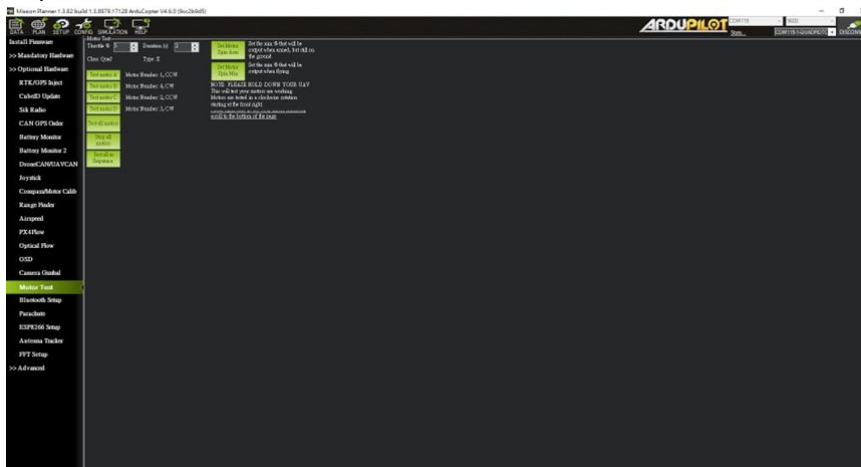 Mission Planner 1.3.82 build 1.3.8979.17128 ArduCopter V4.6.0
DATA PLAN SETUP CONFIG SIMULATION HELP
ARDUPILOT
COM118
DISCONNECT
Install Firmware
>> Mandatory Hardware
>> Optional Hardware
RTK/GPS Inject
CubeID Update
Sik Radio
CAN GPS Order
Battery Monitor
Battery Monitor 2
DroneCAN/UAVCAN
Joystick
Compass/Motor Calib
Range Finder
Airspeed
PX4Flow
Optical Flow
OSD
Camera Gimbal
Motor Test
Bluetooth Setup
Parachute
ESP8266 Setup
Antenna Tracker
FFT Setup
>> Advanced
Motor Test
Throttle % 5 Duration (s) 2
Class: Quad Type: X
Test motor A Motor Number: 1, CCW
Test motor B Motor Number: 4, CW
Test motor C Motor Number: 2, CCW
Test motor D Motor Number: 3, CW
Test all motors
Stop all motors
Test all in Sequence
Set Motor Spin Arm
Set the min % that will be
output when armed, but still on
the ground
Set Motor Spin Min
Set the min % that will be
output when flying
NOTE: PLEASE HOLD DOWN YOUR UAV
This will test your motors are working.
Motors are tested in a clockwise rotation
starting at the front right
scroll to the bottom of the page